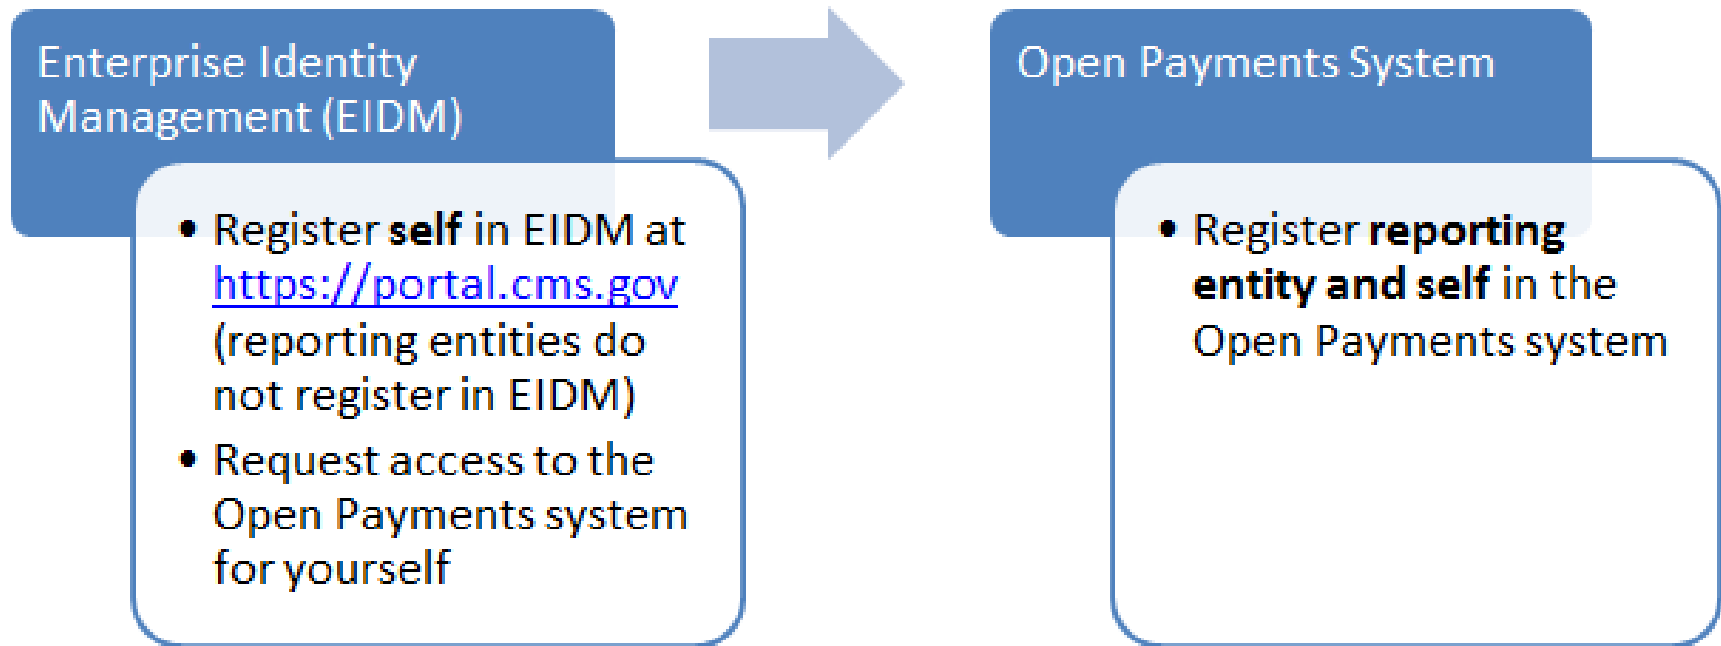 Enterprise Identity
Management (EIDM)
• Register self in EIDM at
https://portal.cms.gov
(reporting entities do
not register in EIDM)
• Request access to the
Open Payments system
for yourself
Open Payments System
• Register reporting
entity and self in the
Open Payments system